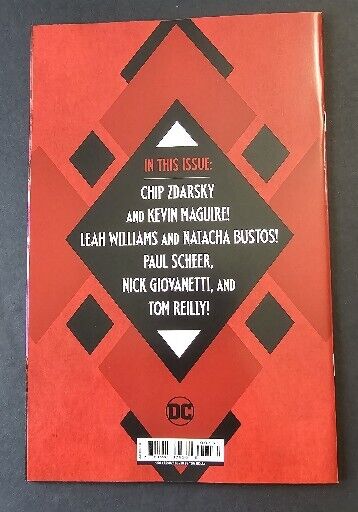 IN THIS ISSUE:
CHIP ZDARSKY
AND KEVIN MAGUIRE!
LEAH WILLIAMS AND NATACHA BUSTOS!
PAUL SCHEER,
NICK GIOVANETTI, AND
TOM REILLY!
DC